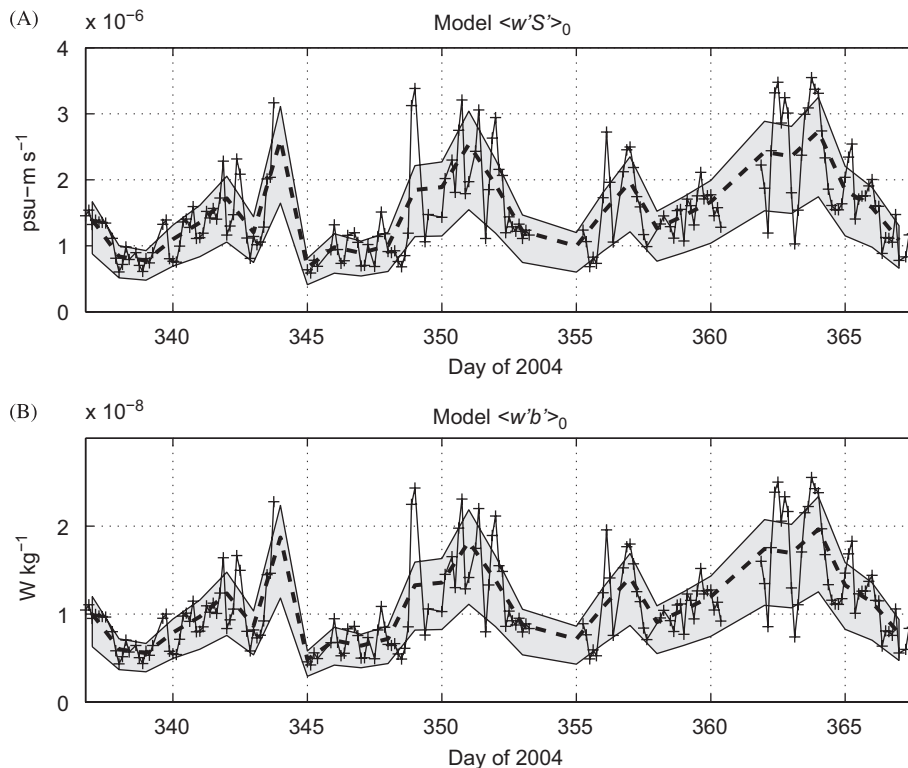 (A)
x 10⁻⁶
Model <w'S'>₀
4
3
2
1
0
psu–m s⁻¹
340 345 350 355 360 365
Day of 2004
(B)
x 10⁻⁸
Model <w'b'>₀
2
1
0
W kg⁻¹
340 345 350 355 360 365
Day of 2004